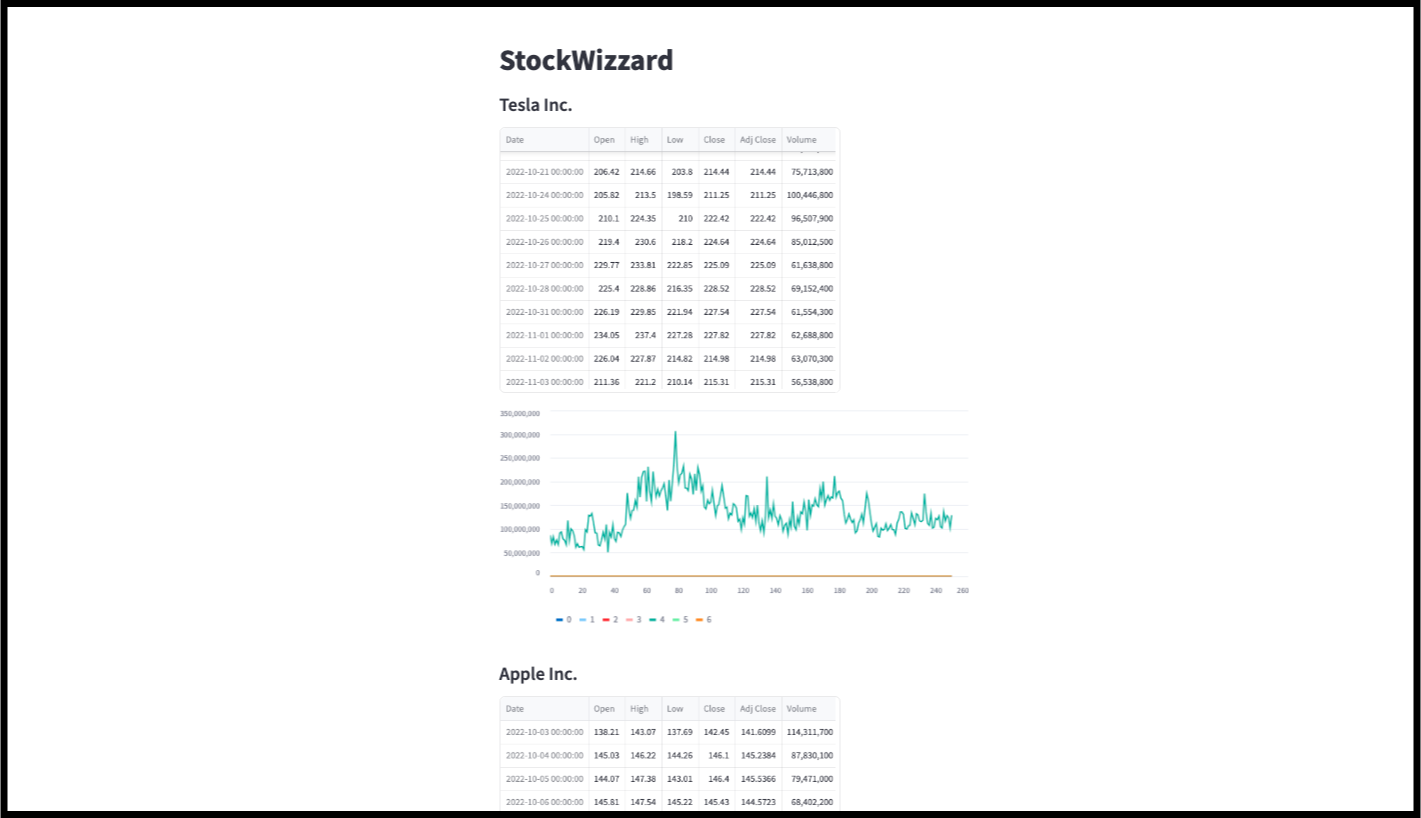 StockWizzard
Tesla Inc.
Date Open High Low Close Adj Close Volume
2022-10-21 00:00:00 206.42 214.66 203.8 214.44 214.44 75,713,800
2022-10-24 00:00:00 205.82 213.5 198.59 211.25 211.25 100,446,800
2022-10-25 00:00:00 210.1 224.35 210 222.42 222.42 96,507,900
2022-10-26 00:00:00 219.4 230.6 218.2 224.64 224.64 85,012,500
2022-10-27 00:00:00 229.77 233.81 222.85 225.09 225.09 61,638,800
2022-10-28 00:00:00 225.4 228.86 216.35 228.52 228.52 69,152,400
2022-10-31 00:00:00 226.19 229.85 221.94 227.54 227.54 61,554,300
2022-11-01 00:00:00 234.05 237.4 227.28 227.82 227.82 62,688,800
2022-11-02 00:00:00 226.04 227.87 214.82 214.98 214.98 63,070,300
2022-11-03 00:00:00 211.36 221.2 210.14 215.31 215.31 56,538,800
350,000,000
300,000,000
250,000,000
200,000,000
150,000,000
100,000,000
50,000,000
0
0 20 40 60 80 100 120 140 160 180 200 220 240 260
0 1 2 3 4 5 6
Apple Inc.
Date Open High Low Close Adj Close Volume
2022-10-03 00:00:00 138.21 143.07 137.69 142.45 141.6099 114,311,700
2022-10-04 00:00:00 145.03 146.22 144.26 146.1 145.2384 87,830,100
2022-10-05 00:00:00 144.07 147.38 143.01 146.4 145.5366 79,471,000
2022-10-06 00:00:00 145.81 147.54 145.22 145.43 144.5723 68,402,200